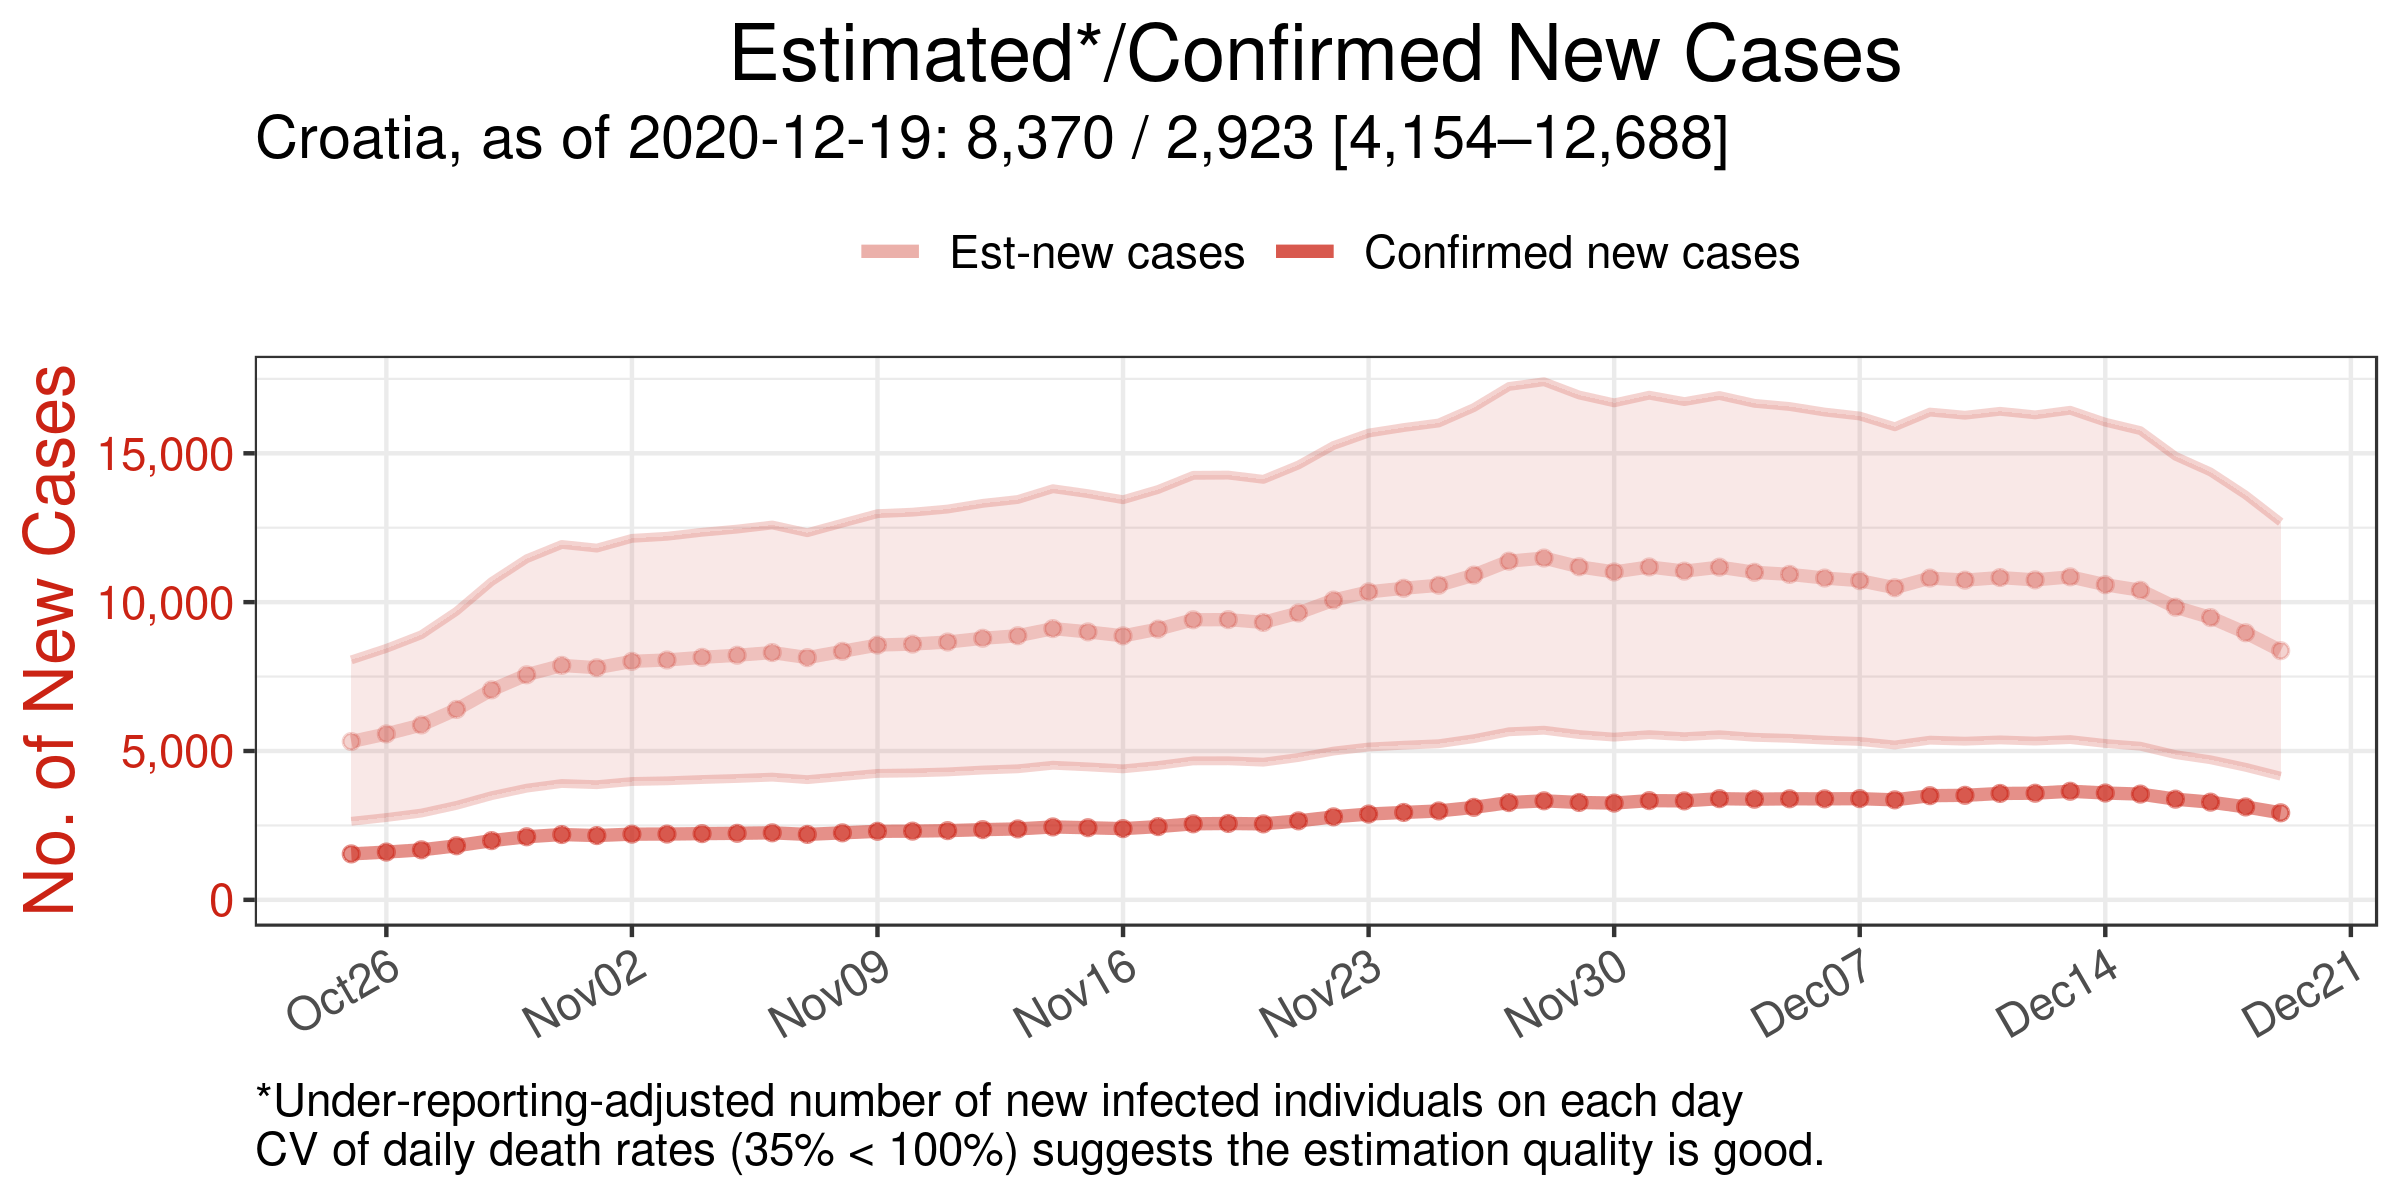 Estimated*/Confirmed New Cases
Croatia, as of 2020-12-19: 8,370 / 2,923 [4,154–12,688]
Est-new cases
Confirmed new cases
No. of New Cases
15,000
10,000
5,000
0
Oct26
Nov02
Nov09
Nov16
Nov23
Nov30
Dec07
Dec14
Dec21
*Under-reporting-adjusted number of new infected individuals on each day
CV of daily death rates (35% < 100%) suggests the estimation quality is good.